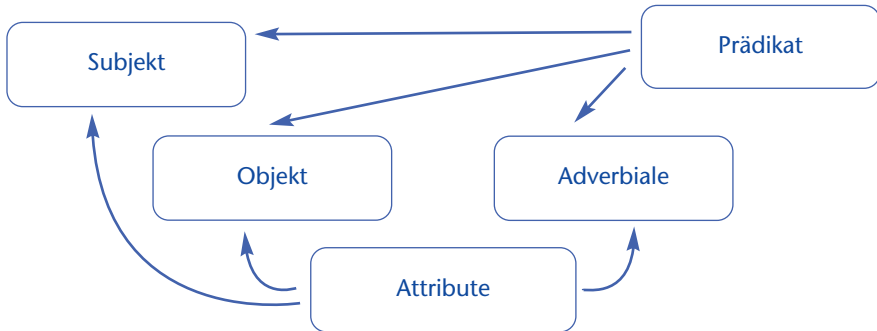 Subjekt
Prädikat
Objekt
Adverbiale
Attribute